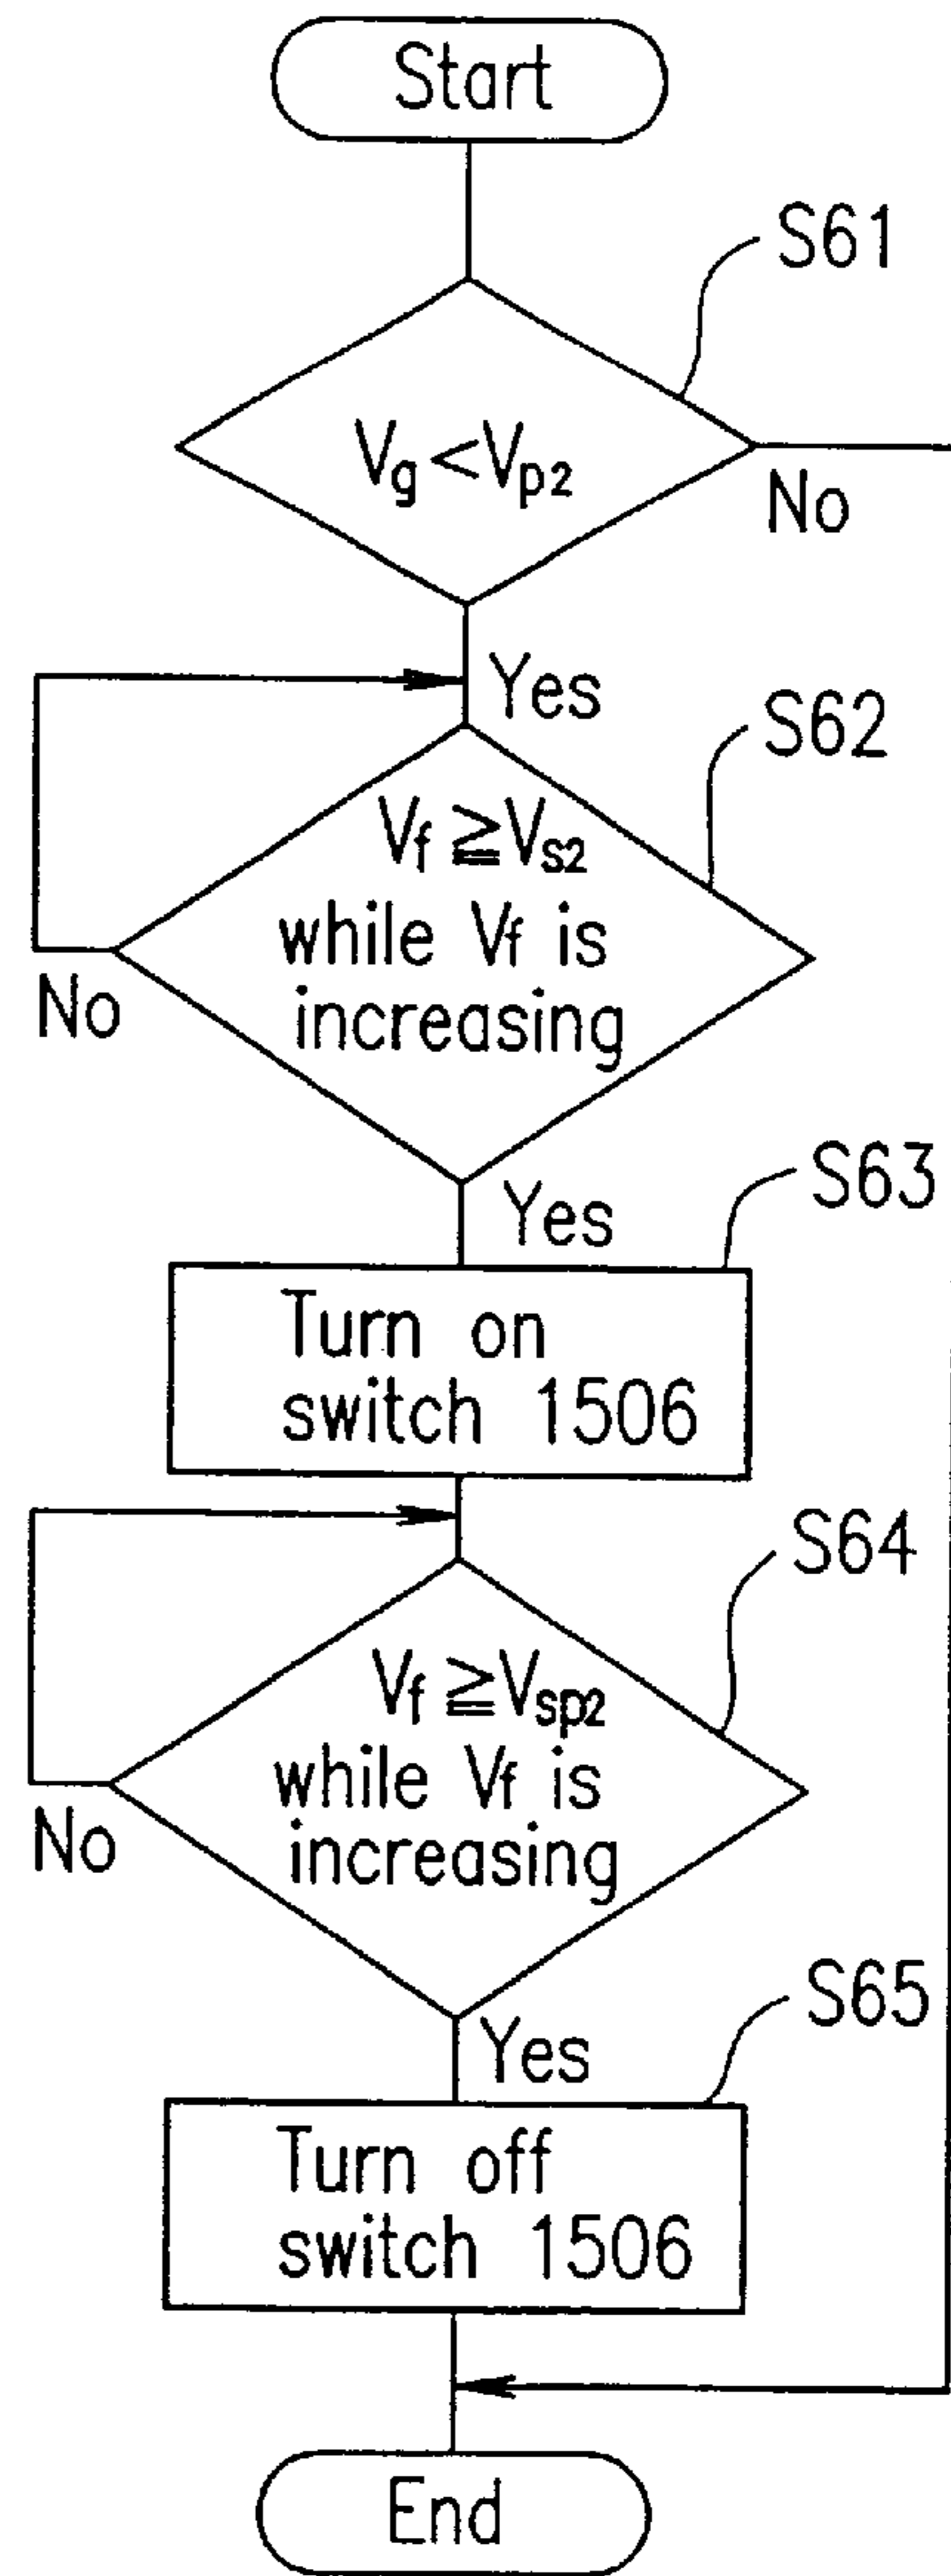 Start
S61
Vg<Vp2
No
Yes
S62
Vf≧Vs2
while Vf is
increasing
No
Yes
S63
Turn on
switch 1506
S64
Vf≧Vsp2
while Vf is
increasing
No
Yes
S65
Turn off
switch 1506
End